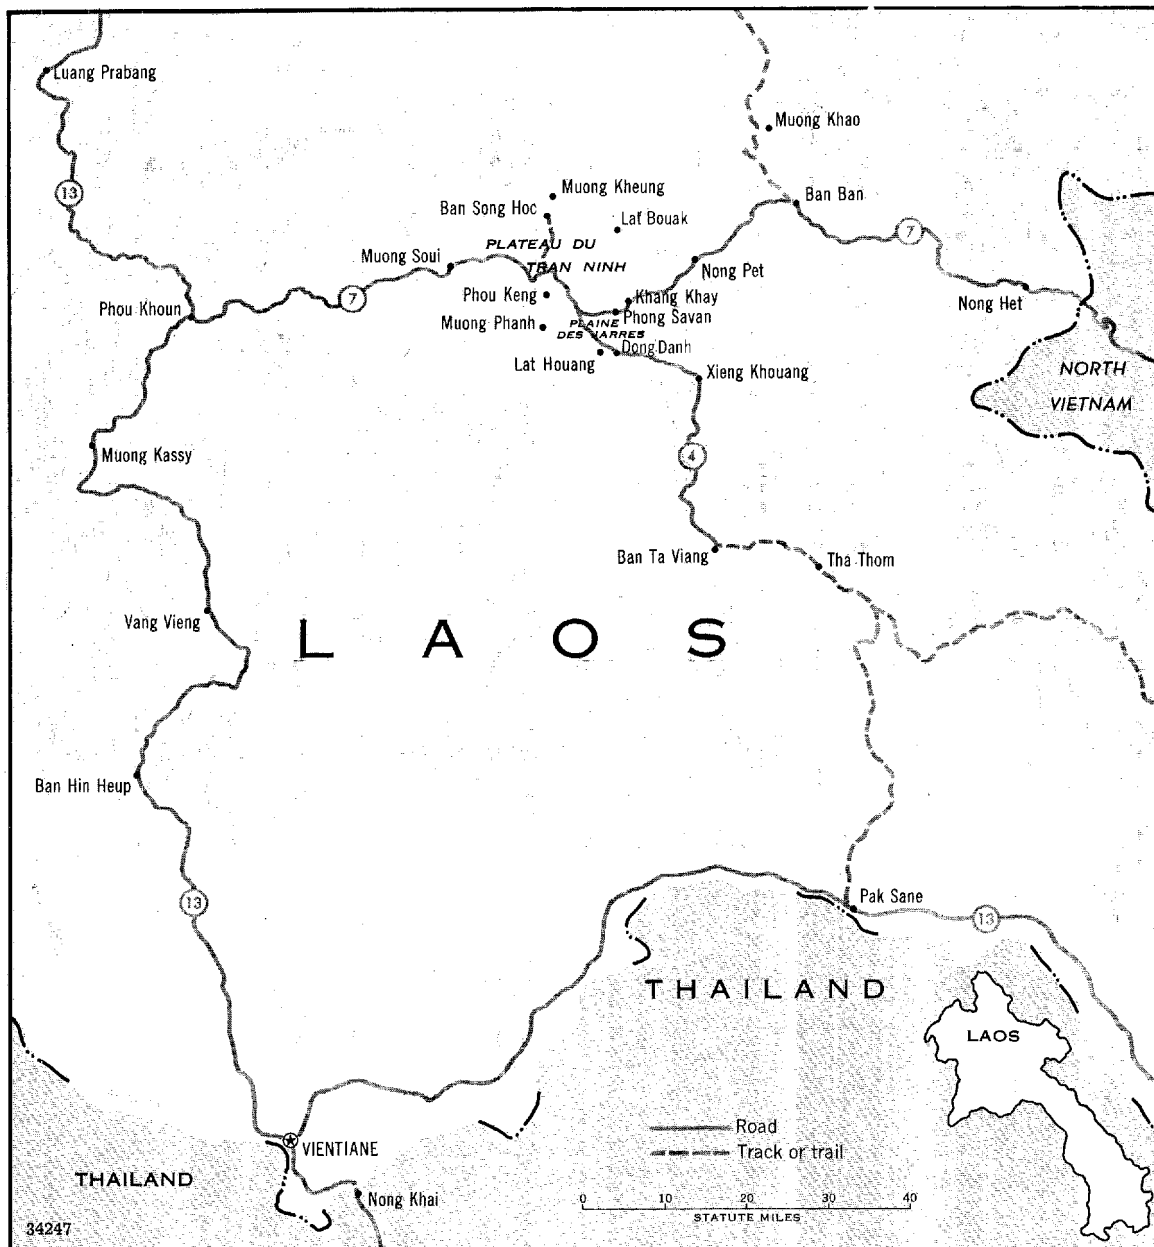 Luang Prabang
Muong Khao
13
Muong Kheung
Ban Ban
Ban Song Hoc
Lat Bouak
7
PLATEAU DU
TRAN NINH
Muong Soui
Nong Pet
Phou Keng
Khang Khay
Nong Het
7
Phou Khoun
Phong Savan
Muong Phanh
PLAINE
DES JARRES
Dong Danh
Lat Houang
Xieng Khouang
NORTH
VIETNAM
Muong Kassy
4
Ban Ta Viang
Tha Thom
Vang Vieng
LAOS
Ban Hin Heup
13
Pak Sane
13
THAILAND
LAOS
Road
Track or trail
VIENTIANE
THAILAND
Nong Khai
0 10 20 30 40
STATUTE MILES
34247